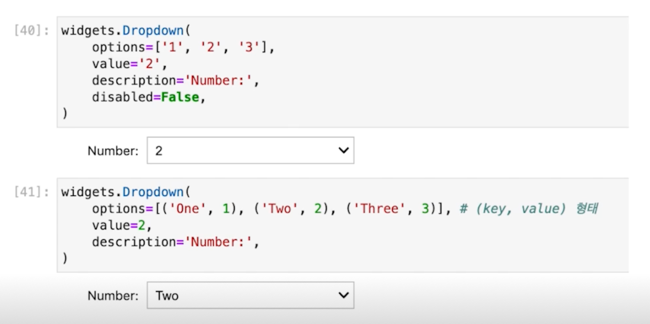 [40]: widgets.Dropdown(
    options=['1', '2', '3'],
    value='2',
    description='Number:',
    disabled=False,
)
Number: 2
[41]: widgets.Dropdown(
    options=[('One', 1), ('Two', 2), ('Three', 3)], # (key, value) 형태
    value=2,
    description='Number:',
)
Number: Two